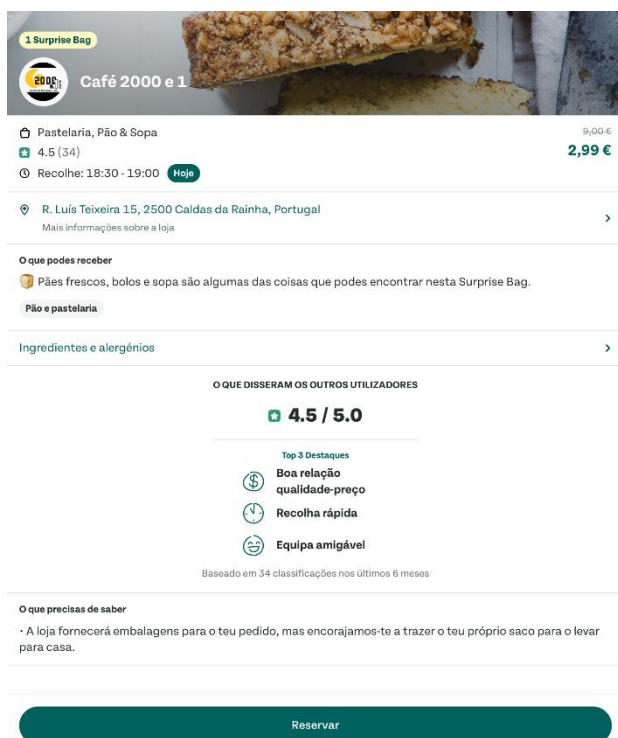 1 Surprise Bag
Café 2000 e 1
Pastelaria, Pão & Sopa
9,00 €
4.5 (34)
2,99 €
Recolhe: 18:30 - 19:00 Hoje
R. Luís Teixeira 15, 2500 Caldas da Rainha, Portugal
Mais informações sobre a loja
O que podes receber
Pães frescos, bolos e sopa são algumas das coisas que podes encontrar nesta Surprise Bag.
Pão e pastelaria
Ingredientes e alergénios
O QUE DISSERAM OS OUTROS UTILIZADORES
4.5 / 5.0
Top 3 Destaques
Boa relação
qualidade-preço
Recolha rápida
Equipa amigável
Baseado em 34 classificações nos últimos 6 meses
O que precisas de saber
• A loja fornecerá embalagens para o teu pedido, mas encorajamos-te a trazer o teu próprio saco para o levar
para casa.
Reservar